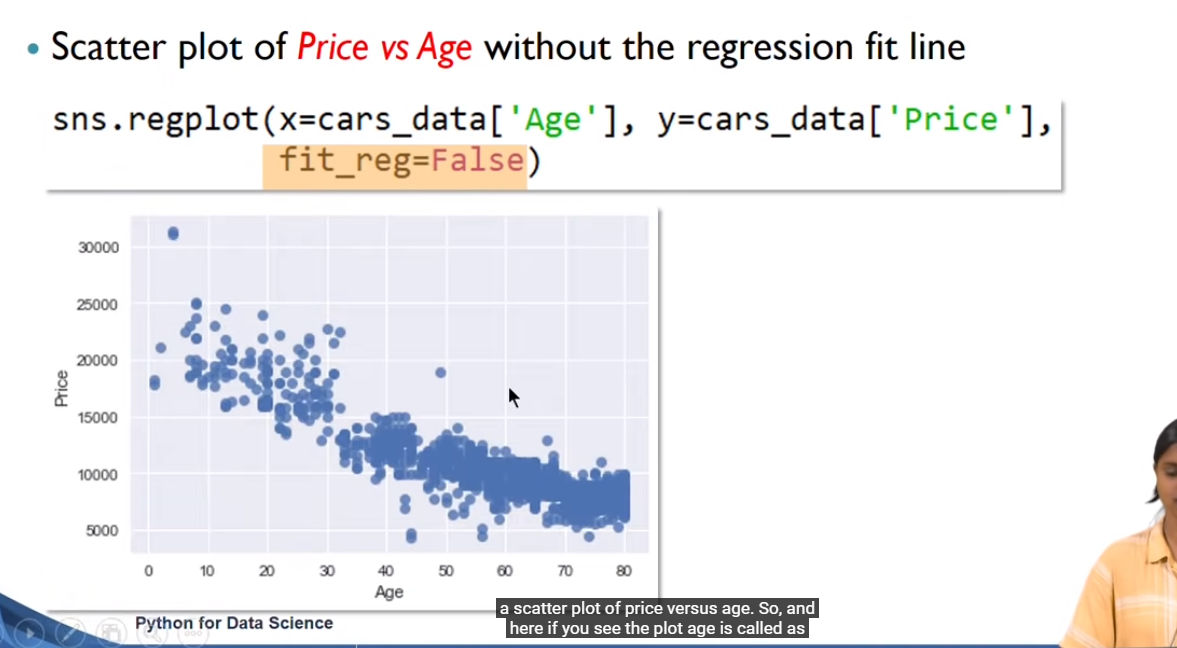 • Scatter plot of Price vs Age without the regression fit line
sns.regplot(x=cars_data['Age'], y=cars_data['Price'],
fit_reg=False)
30000
25000
20000
15000
10000
5000
Price
0 10 20 30 40 50 60 70 80
Age
Python for Data Science
a scatter plot of price versus age. So, and
here if you see the plot age is called as